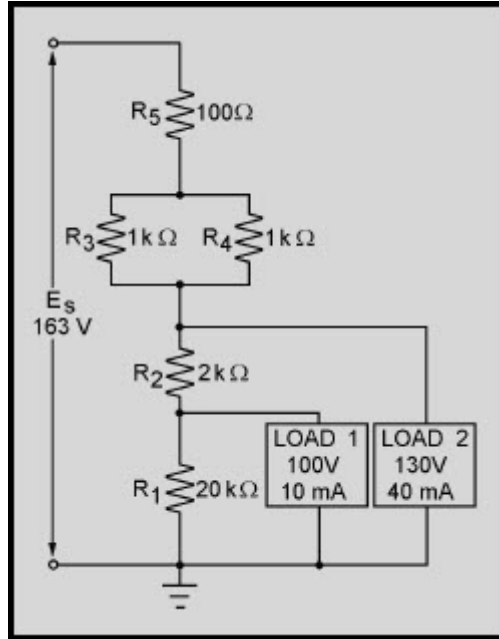 R5 100Ω
R3 1kΩ R4 1kΩ
Es
163 V
R2 2kΩ
LOAD 1
100V
10 mA
LOAD 2
130V
40 mA
R1 20kΩ